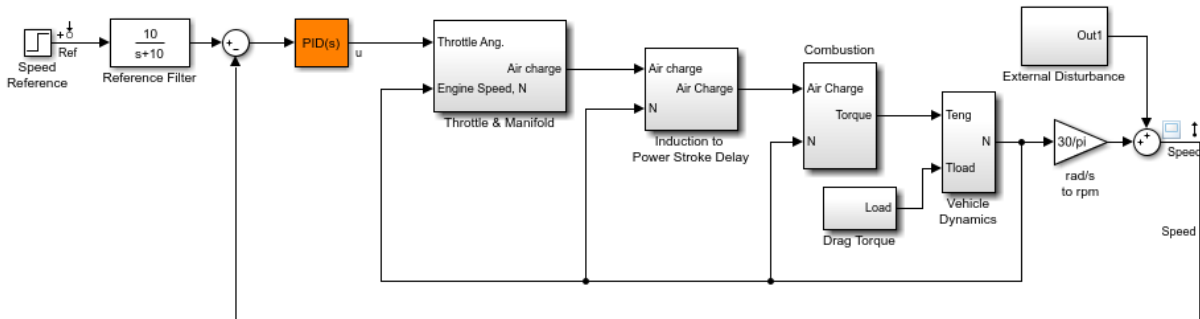 Speed
Reference
Ref
10
s+10
Reference Filter
+
-
PID(s)
u
Throttle Ang.
Air charge
Engine Speed, N
Throttle & Manifold
Air charge
Air Charge
N
Induction to
Power Stroke Delay
Combustion
Air Charge
Torque
N
Load
Drag Torque
Teng
N
Tload
Vehicle
Dynamics
30/pi
rad/s
to rpm
Out1
External Disturbance
+
+
Speed
Speed